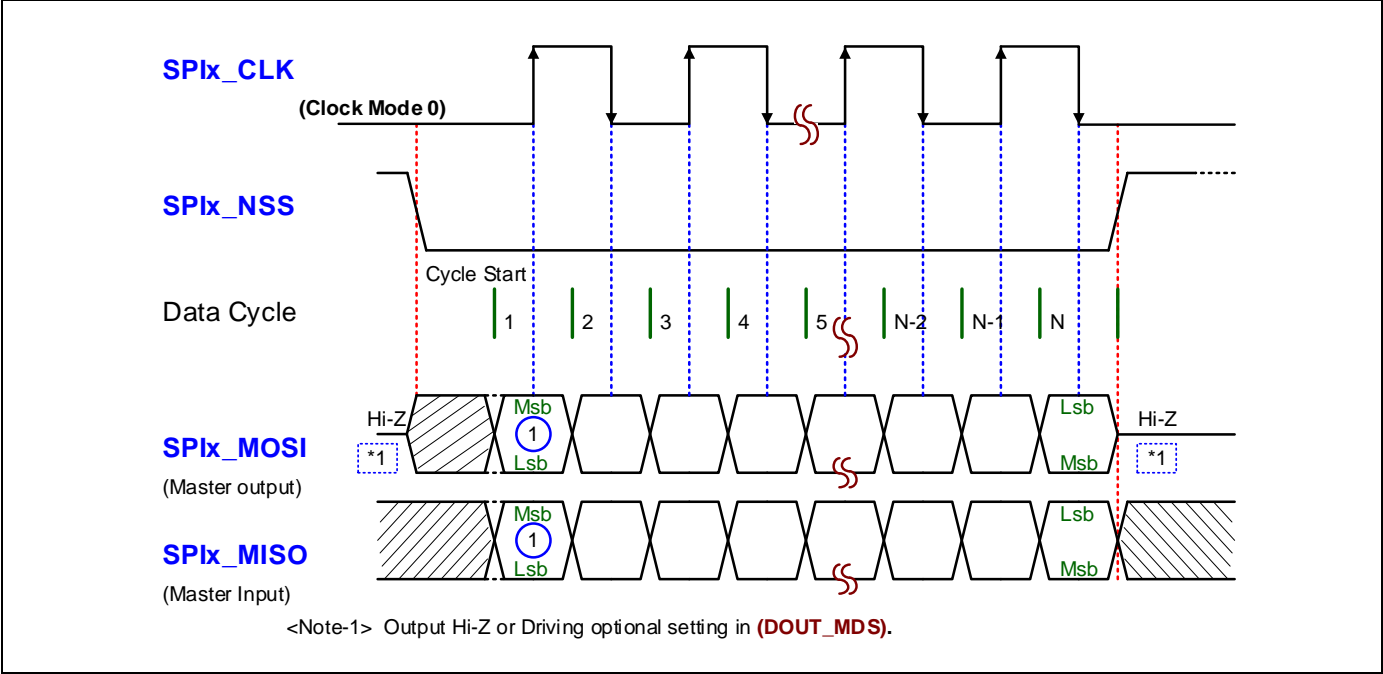 SPIx_CLK
(Clock Mode 0)
SPIx_NSS
Cycle Start
Data Cycle
1 2 3 4 5 N-2 N-1 N
Hi-Z Msb Lsb Hi-Z
SPIx_MOSI *1 1 *1
Lsb Msb
(Master output)
Msb Lsb
SPIx_MISO 1
Lsb Msb
(Master Input)
<Note-1> Output Hi-Z or Driving optional setting in (DOUT_MDS).